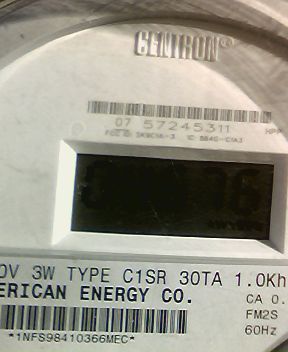 CENTRON®
07 57245311
0V 3W TYPE C1SR 30TA 1.0Kh
ERICAN ENERGY CO.
CA 0.
FM2S
*1NFS98410366MEC*
60Hz